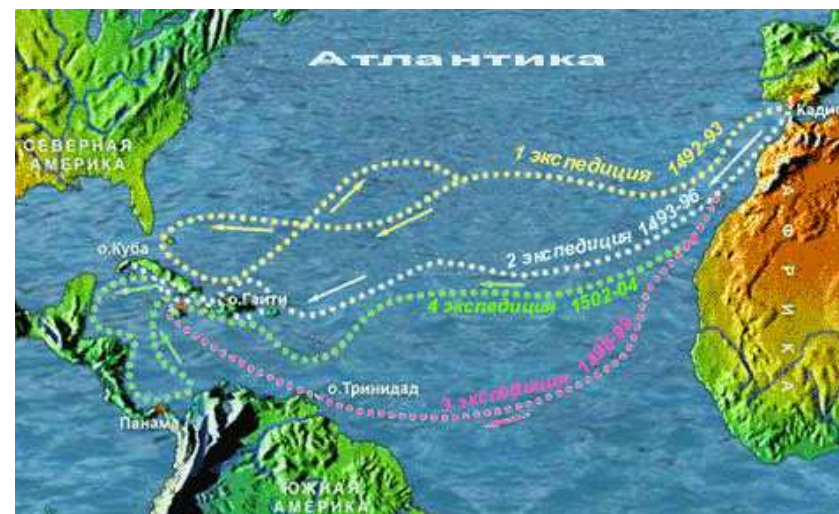 Атлантика
Кадис
1 экспедиция 1492-93
СЕВЕРНАЯ
АМЕРИКА
АФРИКА
2 экспедиция 1493-96
о.Куба
о.Гаити
4 экспедиция 1502-04
3 экспедиция
о.Тринидад
Панама
ЮЖНАЯ
АМЕРИКА